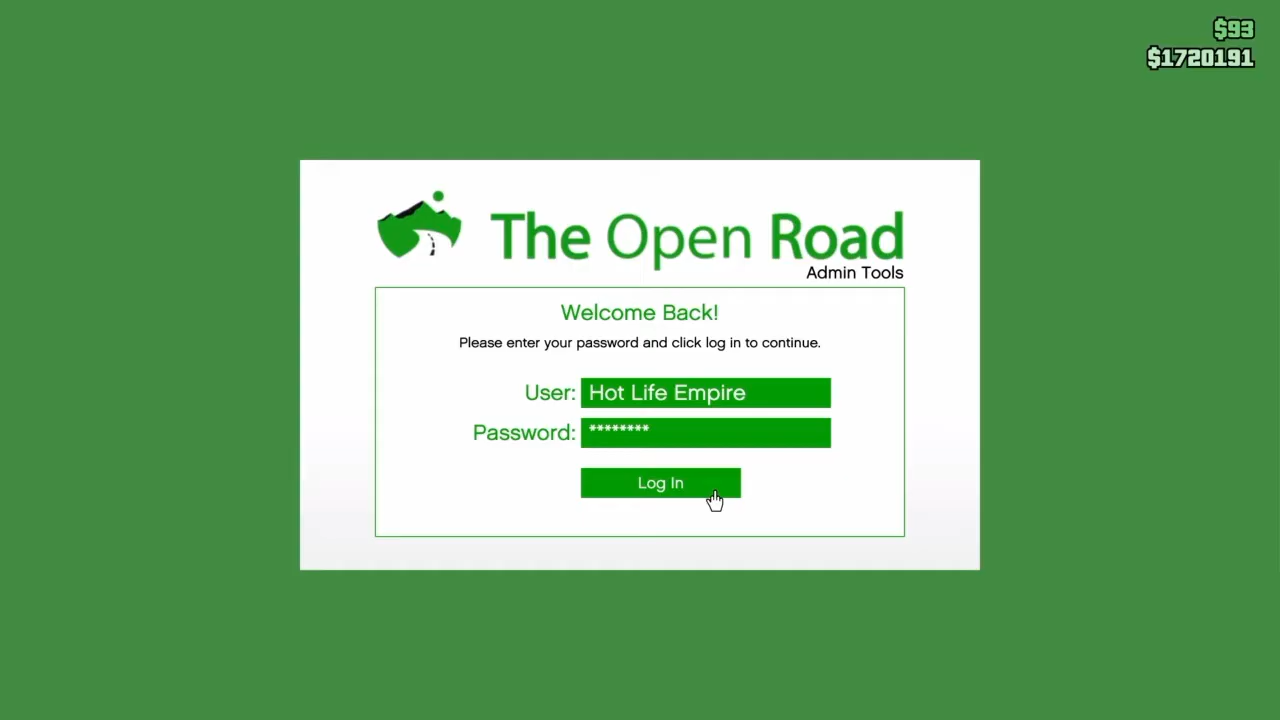 $93
$1720191
The Open Road
Admin Tools
Welcome Back!
Please enter your password and click log in to continue.
User: Hot Life Empire
Password: ********
Log In